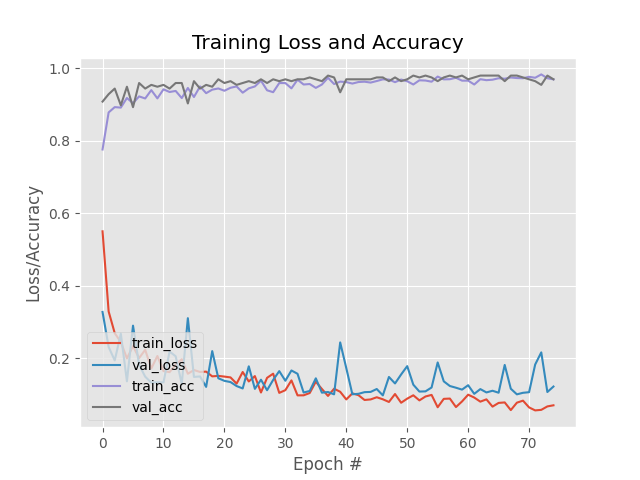 Training Loss and Accuracy
1.0
0.8
0.6
0.4
0.2
Loss/Accuracy
train_loss
val_loss
train_acc
val_acc
0 10 20 30 40 50 60 70
Epoch #